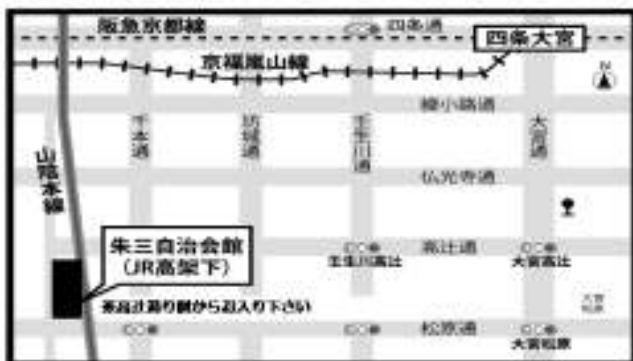 阪急京都線
四条通
四条大宮
京福嵐山線
N
綾小路通
千本通
坊城通
壬生川通
大宮通
山陰本線
仏光寺通
朱三自治会館
(JR高架下)
高辻通
壬生川高辻
大宮高辻
※高辻通り側からお入り下さい
大宮
松原
松原通
大宮松原